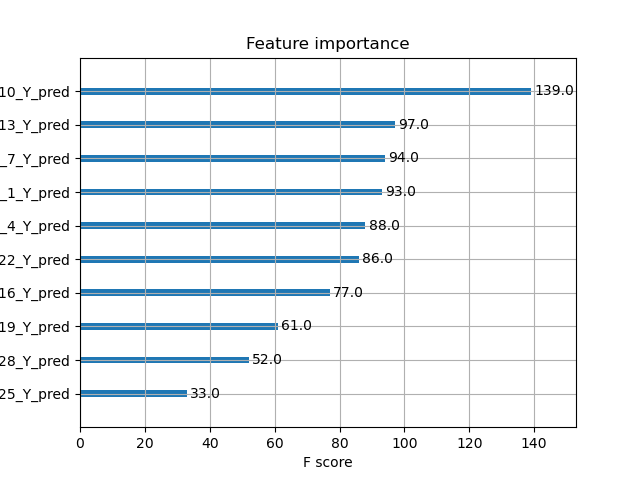 Feature importance
10_Y_pred 139.0
13_Y_pred 97.0
_7_Y_pred 94.0
_1_Y_pred 93.0
_4_Y_pred 88.0
22_Y_pred 86.0
16_Y_pred 77.0
19_Y_pred 61.0
28_Y_pred 52.0
25_Y_pred 33.0
0 20 40 60 80 100 120 140
F score